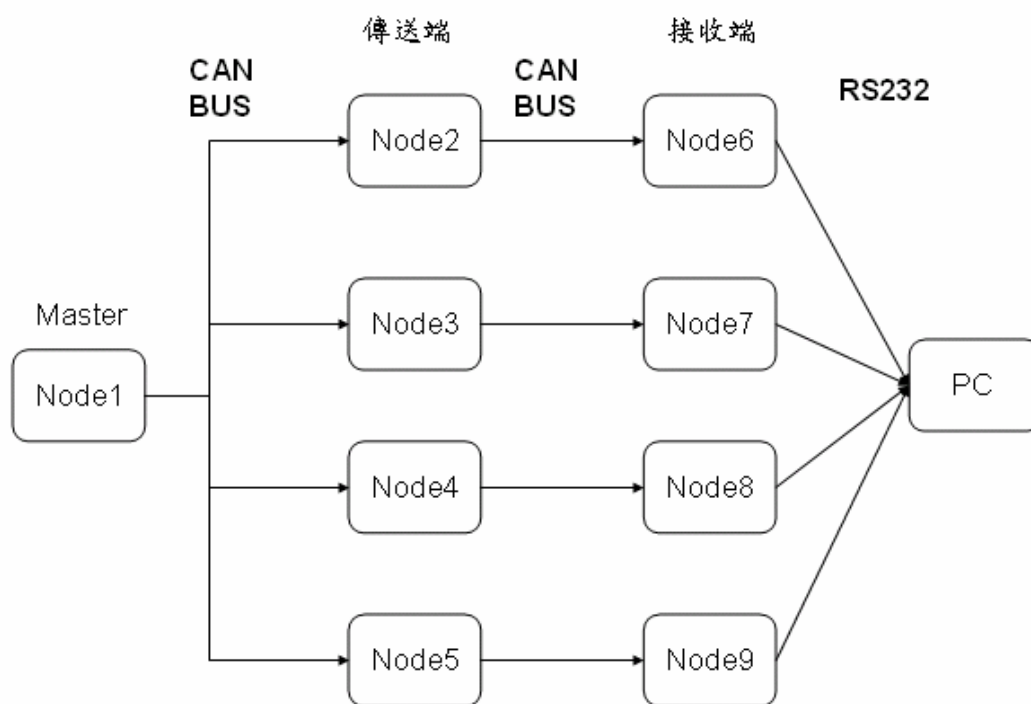 傳送端
接收端
CAN
BUS
CAN
BUS
RS232
Node2
Node6
Master
Node3
Node7
Node1
PC
Node4
Node8
Node5
Node9